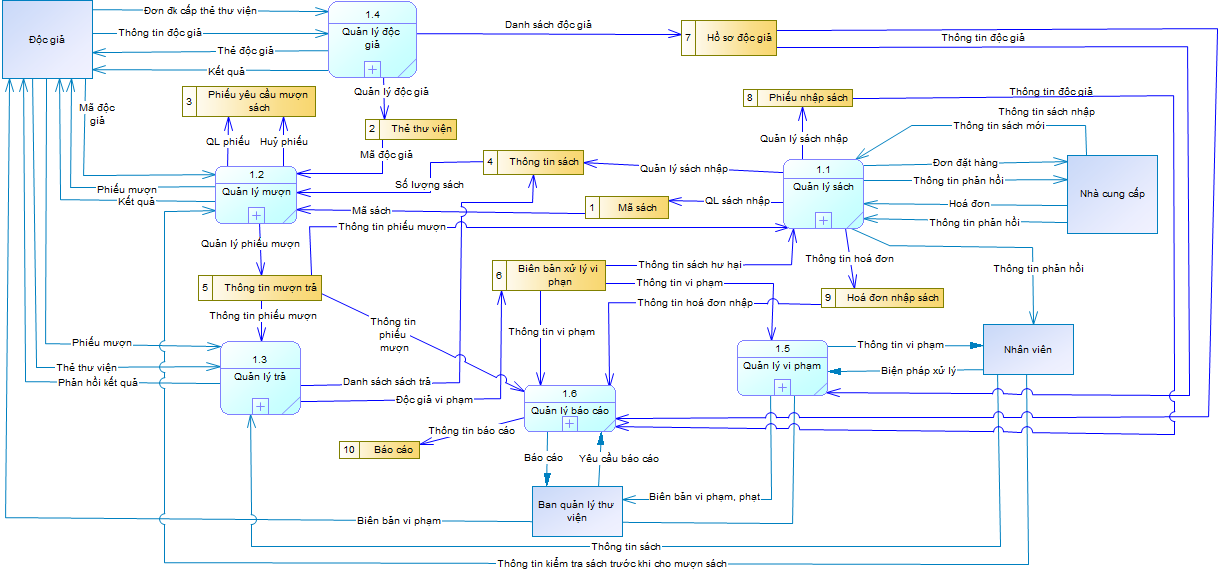 Độc giả
Đơn đk cấp thẻ thư viện
Thông tin độc giả
Thẻ độc giả
Kết quả
1.4
Quản lý độc
giả
Danh sách độc giả
7
Hồ sơ độc giả
Thông tin độc giả
Quản lý độc giả
Mã độc
giả
3
Phiếu yêu cầu mượn
sách
2
Thẻ thư viện
QL phiếu
Huỷ phiếu
Mã độc giả
8
Phiếu nhập sách
Thông tin độc giả
Thông tin sách nhập
Thông tin sách mới
Quản lý sách nhập
4
Thông tin sách
Quản lý sách nhập
1.1
Quản lý sách
Đơn đặt hàng
Thông tin phản hồi
Hoá đơn
Thông tin phản hồi
Nhà cung cấp
1.2
Quản lý mượn
Phiếu mượn
Kết quả
Số lượng sách
Mã sách
1
Mã sách
QL sách nhập
Thông tin phiếu mượn
Quản lý phiếu mượn
Thông tin hoá đơn
Thông tin phản hồi
5
Thông tin mượn trả
6
Biên bản xử lý vi
phạn
Thông tin sách hư hại
Thông tin vi phạm
Thông tin hoá đơn nhập
9
Hoá đơn nhập sách
Thông tin phiếu mượn
Thông tin
phiếu
mượn
Thông tin vi phạm
Phiếu mượn
Thẻ thư viện
Phản hồi kết quả
1.3
Quản lý trả
Danh sách sách trả
Độc giả vi phạm
1.5
Quản lý vi phạm
Thông tin vi phạm
Biện pháp xử lý
Nhân viên
1.6
Quản lý báo cáo
Thông tin báo cáo
10
Báo cáo
Báo cáo
Yêu cầu báo cáo
Ban quản lý thư
viện
Biên bản vi phạm, phạt
Biên bản vi phạm
Thông tin sách
Thông tin kiểm tra sách trước khi cho mượn sách